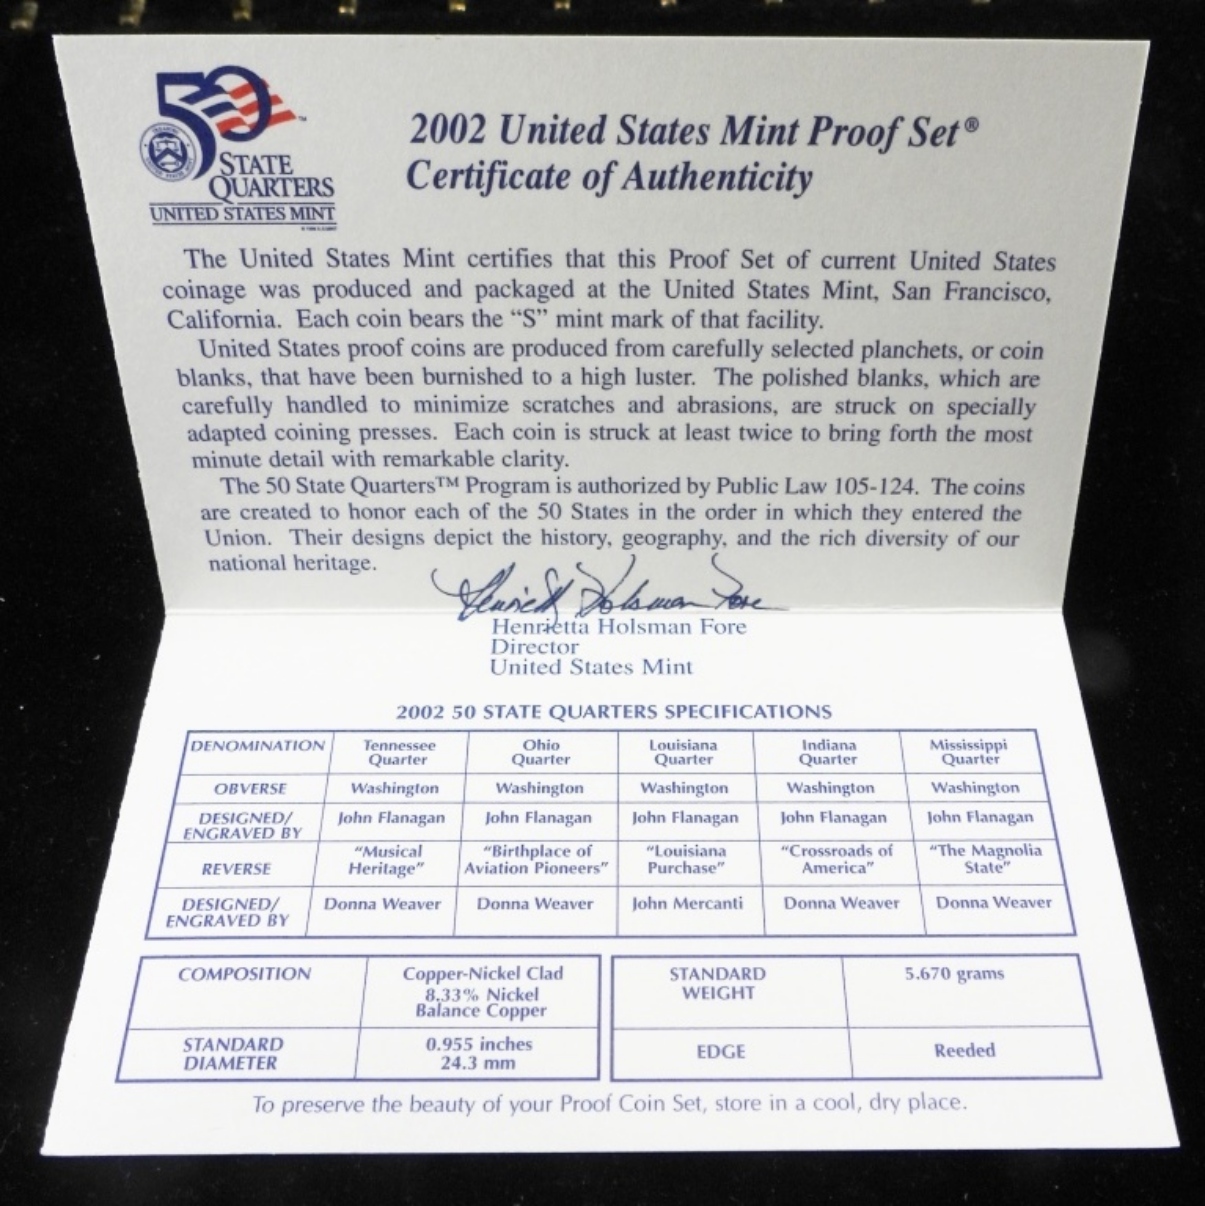 50
STATE
QUARTERS
UNITED STATES MINT
2002 United States Mint Proof Set®
Certificate of Authenticity
The United States Mint certifies that this Proof Set of current United States
coinage was produced and packaged at the United States Mint, San Francisco,
California. Each coin bears the “S” mint mark of that facility.
United States proof coins are produced from carefully selected planchets, or coin
blanks, that have been burnished to a high luster. The polished blanks, which are
carefully handled to minimize scratches and abrasions, are struck on specially
adapted coining presses. Each coin is struck at least twice to bring forth the most
minute detail with remarkable clarity.
The 50 State Quarters™ Program is authorized by Public Law 105-124. The coins
are created to honor each of the 50 States in the order in which they entered the
Union. Their designs depict the history, geography, and the rich diversity of our
national heritage.
Henrietta Holsman Fore
Henrietta Holsman Fore
Director
United States Mint
2002 50 STATE QUARTERS SPECIFICATIONS
DENOMINATION Tennessee Quarter Ohio Quarter Louisiana Quarter Indiana Quarter Mississippi Quarter
OBVERSE Washington Washington Washington Washington Washington
DESIGNED/ ENGRAVED BY John Flanagan John Flanagan John Flanagan John Flanagan John Flanagan
REVERSE “Musical Heritage” “Birthplace of Aviation Pioneers” “Louisiana Purchase” “Crossroads of America” “The Magnolia State”
DESIGNED/ ENGRAVED BY Donna Weaver Donna Weaver John Mercanti Donna Weaver Donna Weaver
COMPOSITION Copper-Nickel Clad 8.33% Nickel Balance Copper
STANDARD WEIGHT 5.670 grams
STANDARD DIAMETER 0.955 inches 24.3 mm
EDGE Reeded
To preserve the beauty of your Proof Coin Set, store in a cool, dry place.